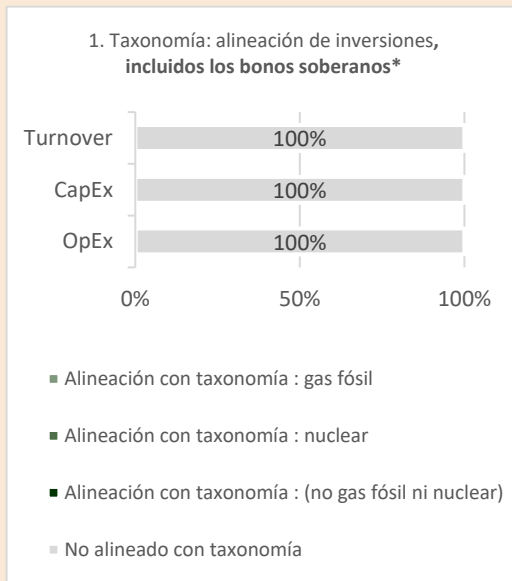 1. Taxonomía: alineación de inversiones,
incluidos los bonos soberanos*
Turnover
100%
CapEx
100%
OpEx
100%
0%
50%
100%
Alineación con taxonomía : gas fósil
Alineación con taxonomía : nuclear
Alineación con taxonomía : (no gas fósil ni nuclear)
No alineado con taxonomía